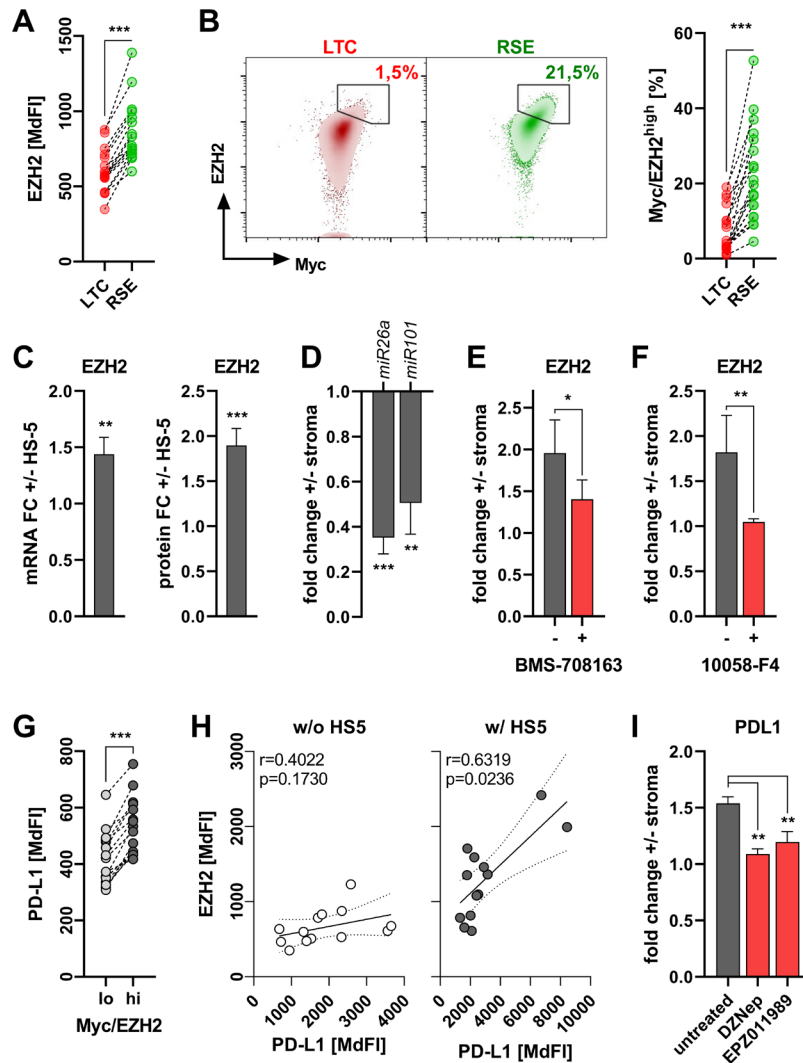 A
***
EZH2 [MdFI]
1500
1000
500
0
LTC
RSE
B
LTC
RSE
1,5%
21,5%
EZH2
Myc
***
Myc/EZH2high [%]
60
40
20
0
LTC
RSE
C
EZH2
mRNA FC +/- HS-5
2.0
1.5
1.0
0.5
0.0
**
EZH2
protein FC +/- HS-5
2.5
2.0
1.5
1.0
0.5
0.0
***
D
miR26a
miR101
fold change +/- stroma
1.0
0.8
0.6
0.4
0.2
0.0
***
**
E
EZH2
fold change +/- stroma
2.5
2.0
1.5
1.0
0.5
0.0
*
- +
BMS-708163
F
EZH2
fold change +/- stroma
2.5
2.0
1.5
1.0
0.5
0.0
**
- +
10058-F4
G
***
PD-L1 [MdFI]
800
600
400
200
0
lo hi
Myc/EZH2
H
w/o HS5
r=0.4022
p=0.1730
EZH2 [MdFI]
3000
2000
1000
0
0 1000 2000 3000 4000
PD-L1 [MdFI]
w/ HS5
r=0.6319
p=0.0236
0 2000 4000 6000 8000 10000
PD-L1 [MdFI]
I
PDL1
fold change +/- stroma
2.0
1.5
1.0
0.5
0.0
**
**
untreated
DZNep
EPZ011989